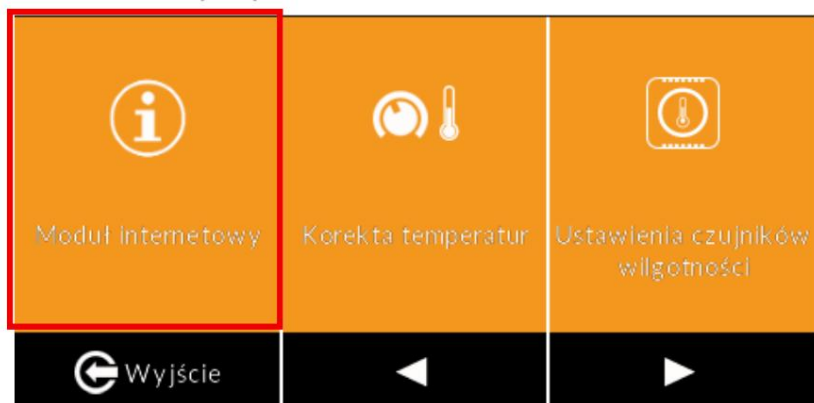 Moduł internetowy
Korekta temperatur
Ustawienia czujników
wilgotności
Wyjście